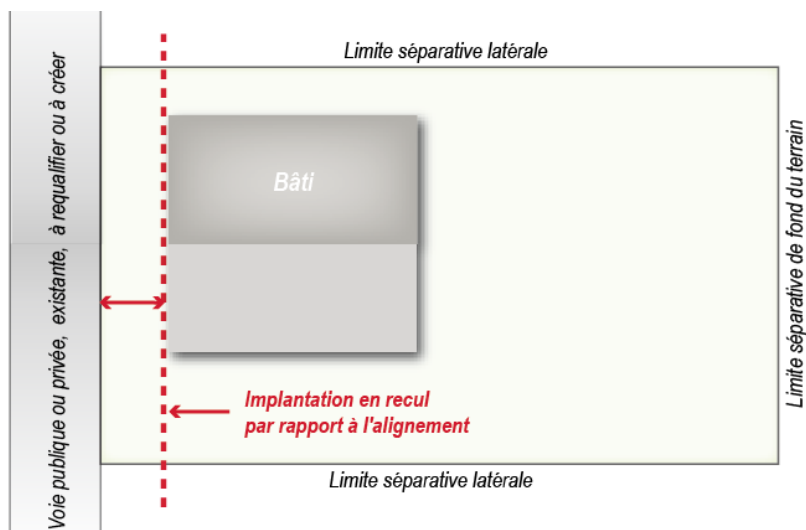 Limite séparative latérale
Voie publique ou privée, existante, à requalifier ou à créer
Bâti
Limite séparative de fond du terrain
Implantation en recul
par rapport à l'alignement
Limite séparative latérale